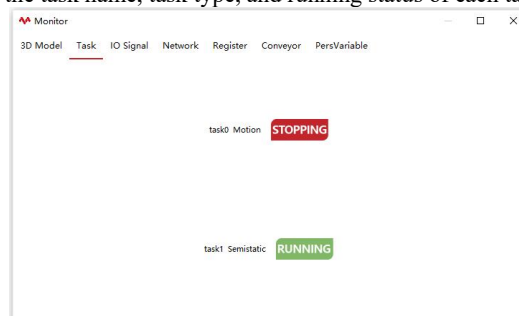 the task name, task type, and running status of each ta
Monitor
3D Model Task IO Signal Network Register Conveyor PersVariable
task0 Motion STOPPING
task1 Semistatic RUNNING